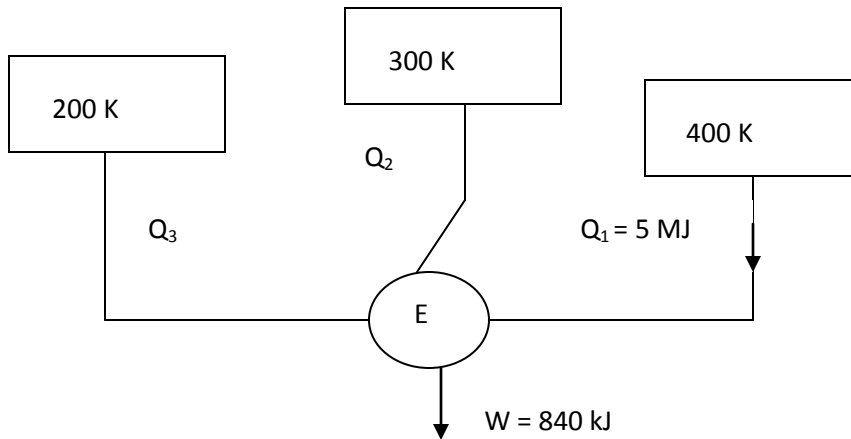 300 K
200 K
400 K
Q₂
Q₃
Q₁ = 5 MJ
E
W = 840 kJ